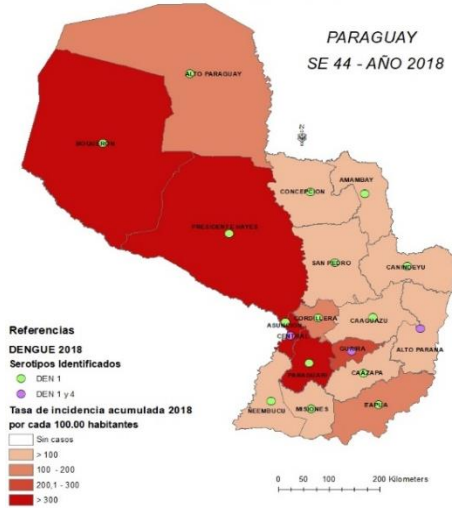 PARAGUAY
SE 44 - AÑO 2018
ALTO PARAGUAY
BOQUERON
CONCEPCION
AMAMBAY
PRESIDENTE HAYES
SAN PEDRO
CANINDEYU
CORDILLERA
ASUNCION
CAAGUAZU
CENTRAL
GUAIRA
ALTO PARANA
PARAGUARI
CAAZAPA
ÑEEMBUCU
MISIONES
ITAPUA
Referencias
DENGUE 2018
Serotipos Identificados
DEN 1
DEN 1 y 4
Tasa de incidencia acumulada 2018
por cada 100.00 habitantes
Sin casos
> 100
100 - 200
200,1 - 300
> 300
0 50 100 200 Kilometers